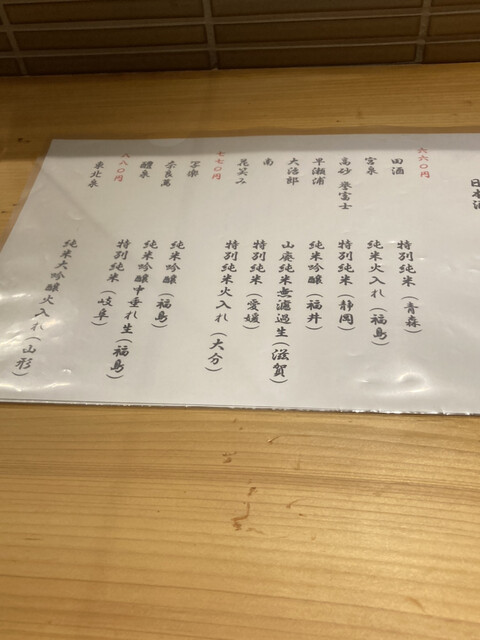 日本酒
六六〇円
田酒 特別純米(青森)
宮泉 純米火入れ(福島)
高砂 誉富士 特別純米(静岡)
早瀬浦 純米吟醸(福井)
大治郎 山廃純米無濾過生(滋賀)
南 特別純米(愛媛)
花笑み 特別純米火入れ(大分)
七七〇円
写楽 純米吟醸(福島)
奈良萬 純米吟醸中垂れ生(福島)
醴泉 特別純米(岐阜)
八八〇円
東北泉 純米大吟醸火入れ(山形)